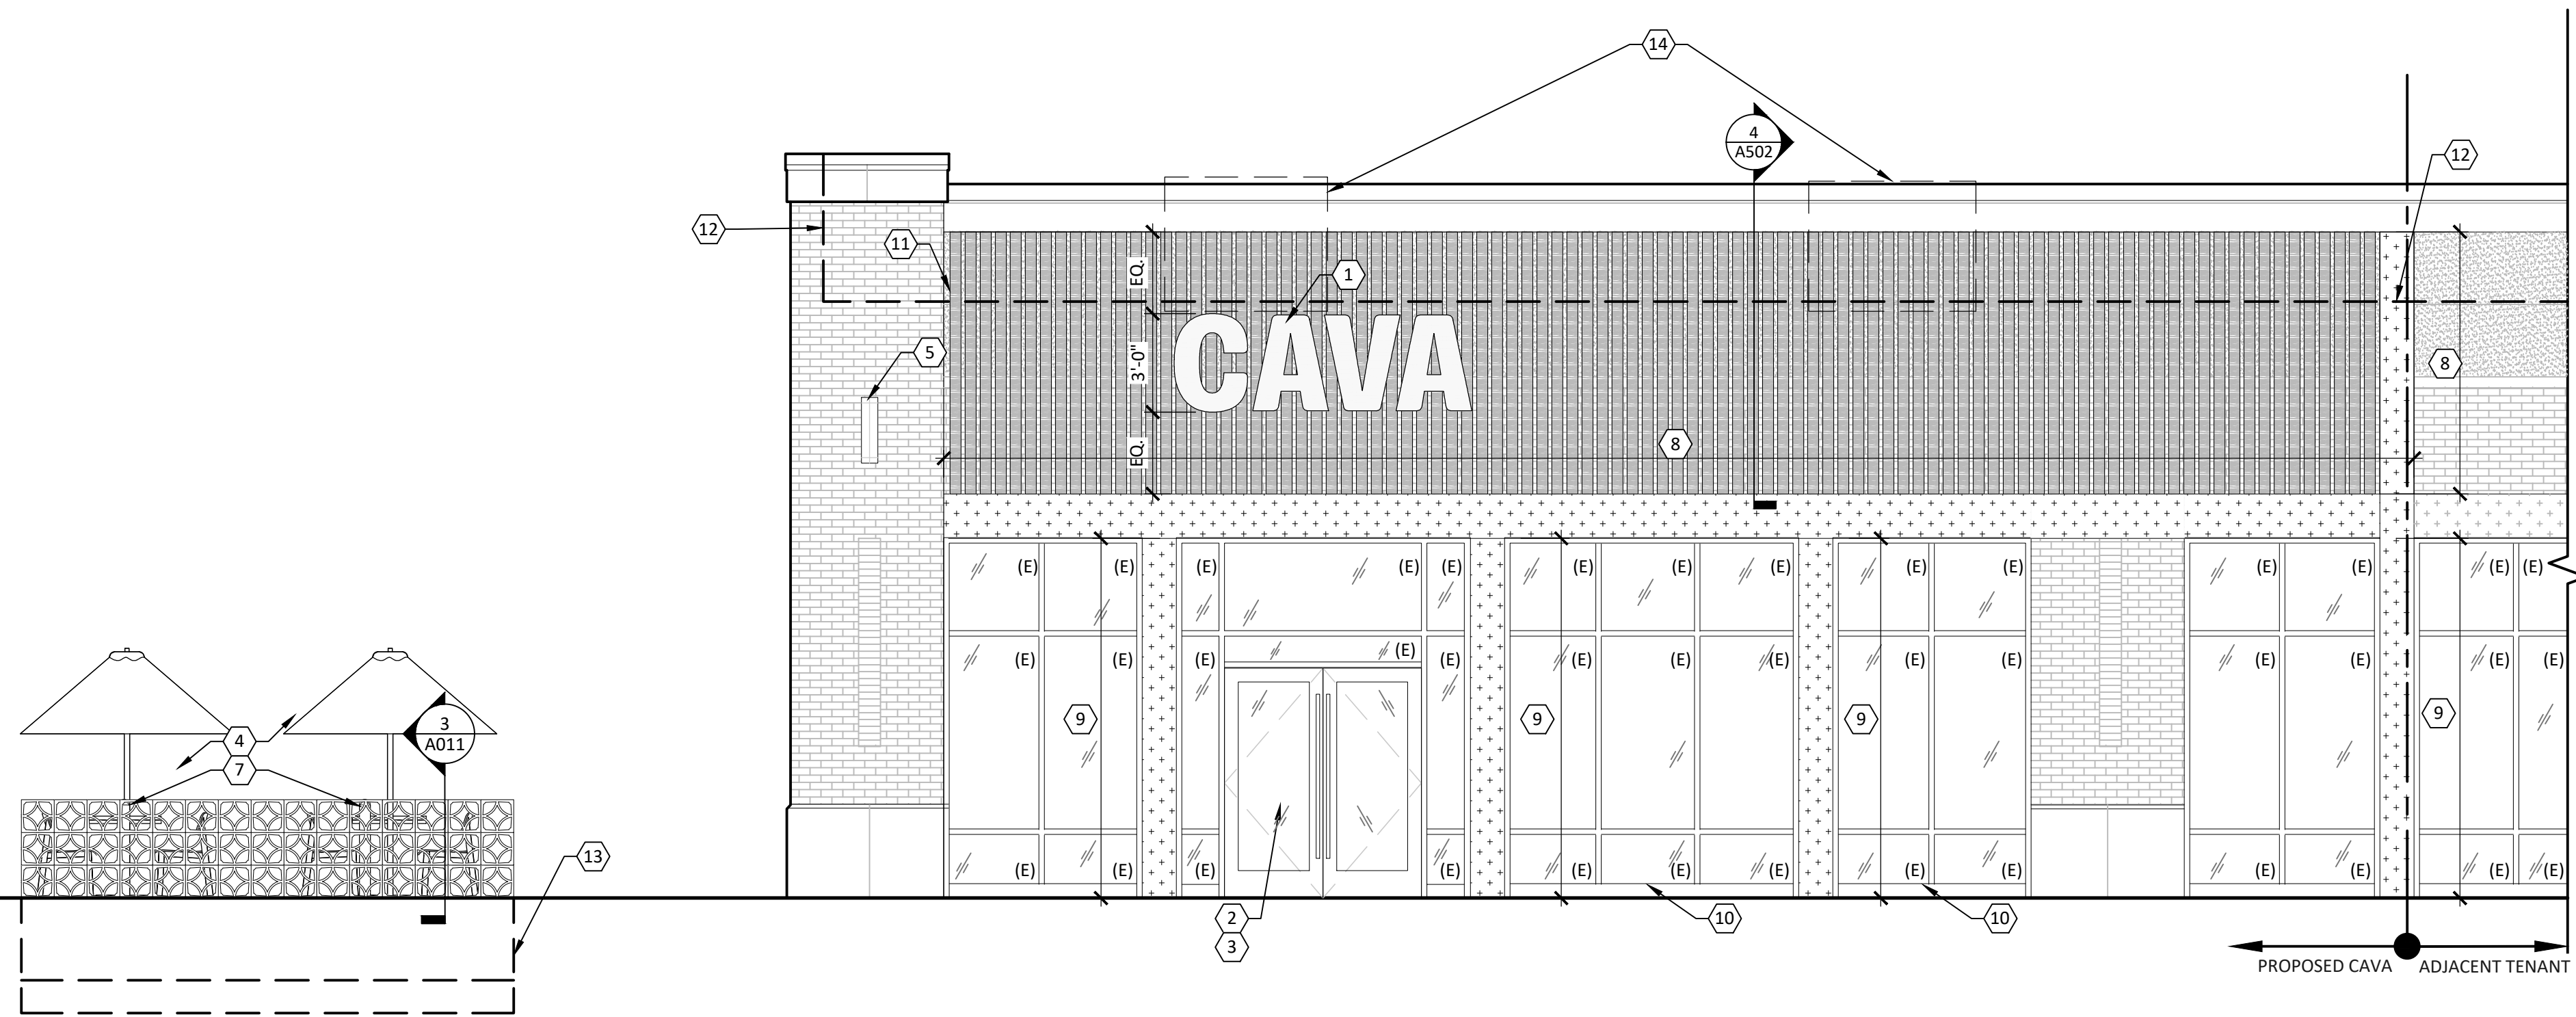 14
4
A502
12
12
11
EQ.
1
5
3'-0"
8
CAVA
8
EQ.
(E) (E) (E) (E) (E) (E) (E) (E) (E) (E) (E) (E) (E) (E)
(E)
(E) (E) (E) (E) (E) (E) (E) (E) (E) (E) (E) (E) (E)
9 9 9 9
3
A011
4
7
(E) (E) (E) (E) (E) (E) (E) (E) (E) (E) (E) (E) (E)
13
2
3
10
10
PROPOSED CAVA
ADJACENT TENANT